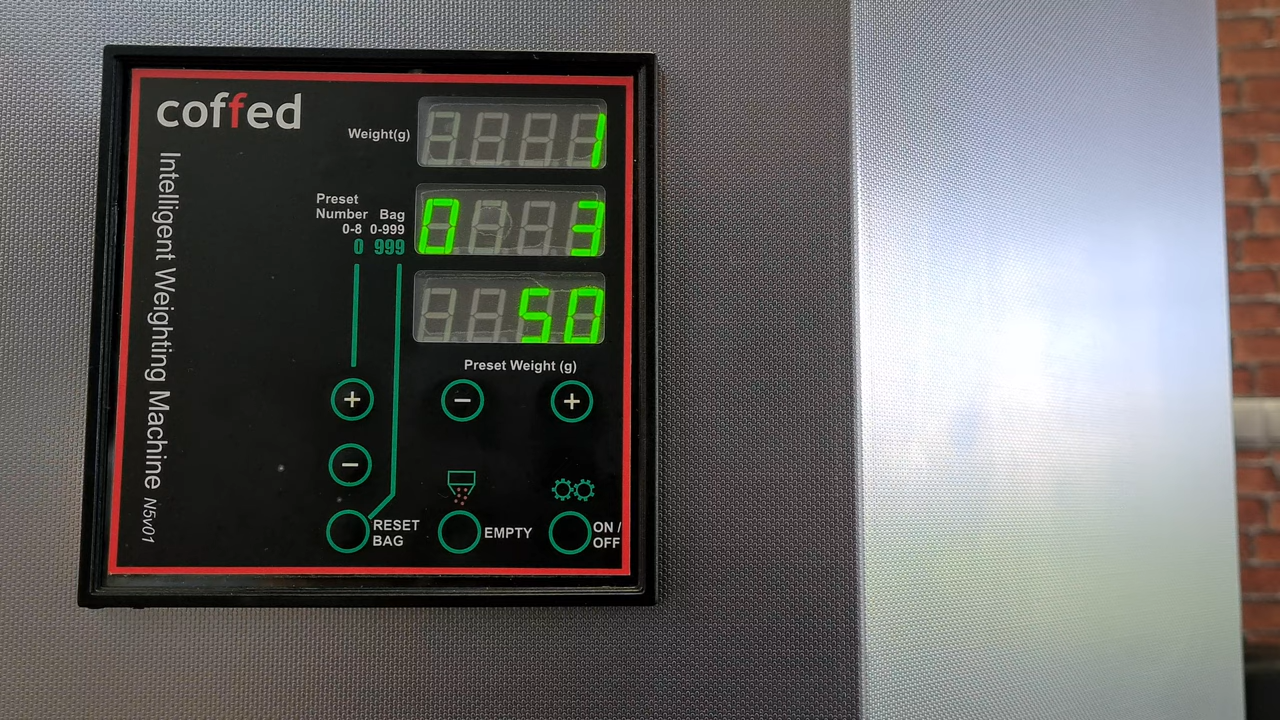 coffed
Intelligent Weighting Machine N5v01
Weight(g)
1
Preset
Number Bag
0-8 0-999
0 999
0 3
50
Preset Weight (g)
+ − +
−
RESET
BAG
EMPTY
ON /
OFF